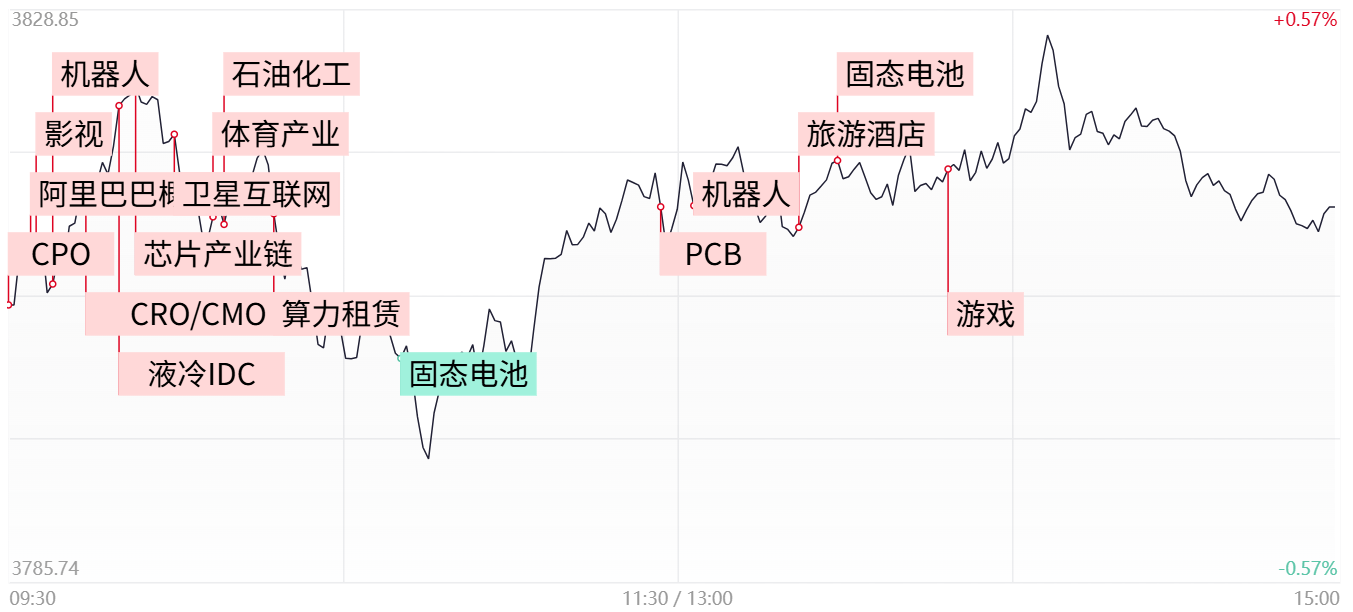 3828.85
+0.57%
机器人
石油化工
固态电池
影视
体育产业
旅游酒店
阿里巴巴概
卫星互联网
机器人
CPO
芯片产业链
PCB
CRO/CMO
算力租赁
游戏
液冷IDC
固态电池
3785.74
-0.57%
09:30
11:30 / 13:00
15:00